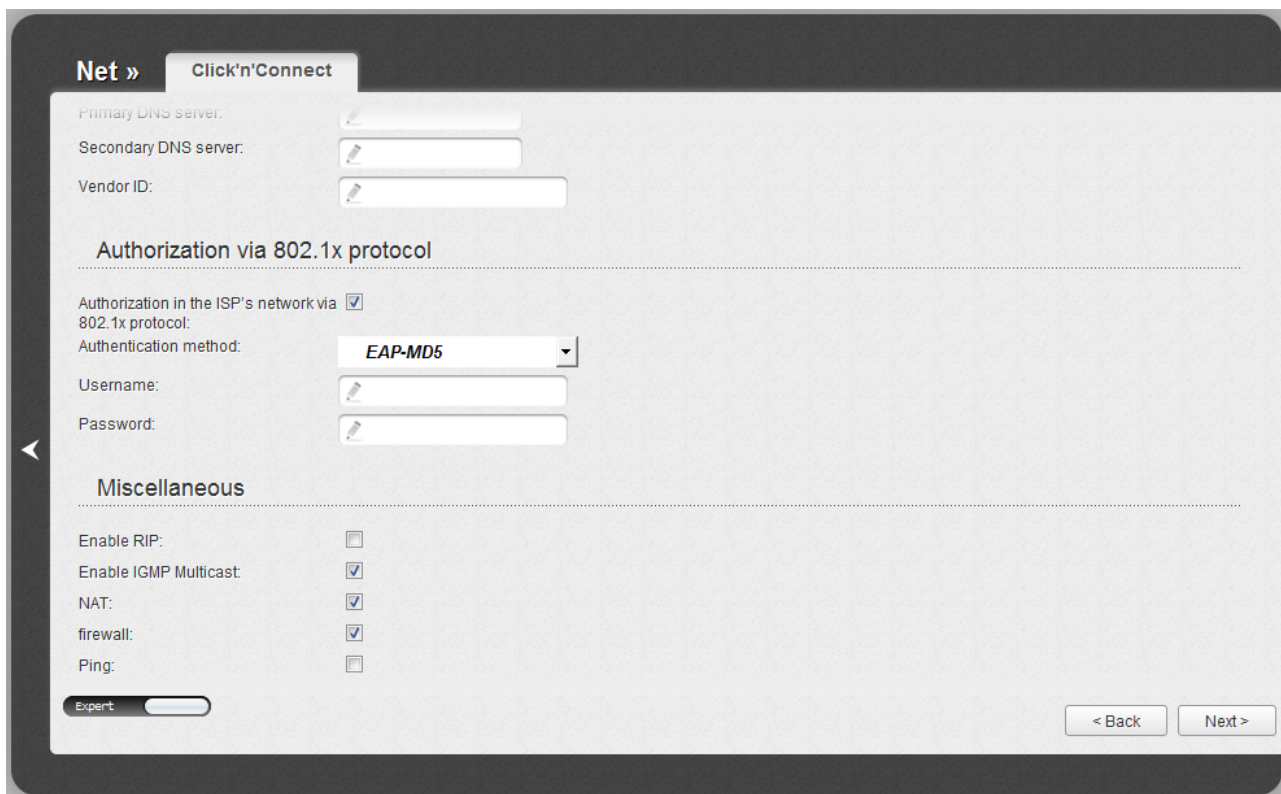 Net »
Click'n'Connect
Primary DNS server:
Secondary DNS server:
Vendor ID:
Authorization via 802.1x protocol
Authorization in the ISP's network via
802.1x protocol:
Authentication method:
EAP-MD5
Username:
Password:
Miscellaneous
Enable RIP:
Enable IGMP Multicast:
NAT:
firewall:
Ping:
Expert
< Back
Next >